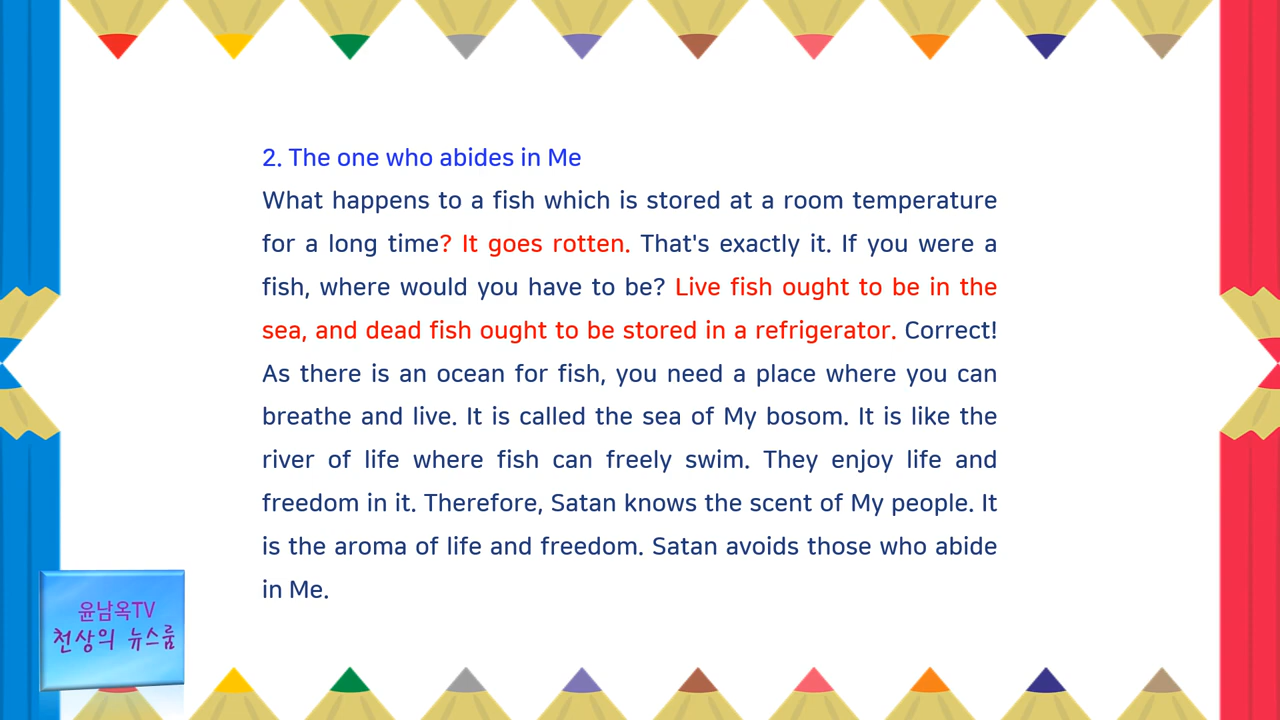 2. The one who abides in Me
What happens to a fish which is stored at a room temperature
for a long time? It goes rotten. That's exactly it. If you were a
fish, where would you have to be? Live fish ought to be in the
sea, and dead fish ought to be stored in a refrigerator. Correct!
As there is an ocean for fish, you need a place where you can
breathe and live. It is called the sea of My bosom. It is like the
river of life where fish can freely swim. They enjoy life and
freedom in it. Therefore, Satan knows the scent of My people. It
is the aroma of life and freedom. Satan avoids those who abide
in Me.
윤남옥TV
천상의 뉴스룸